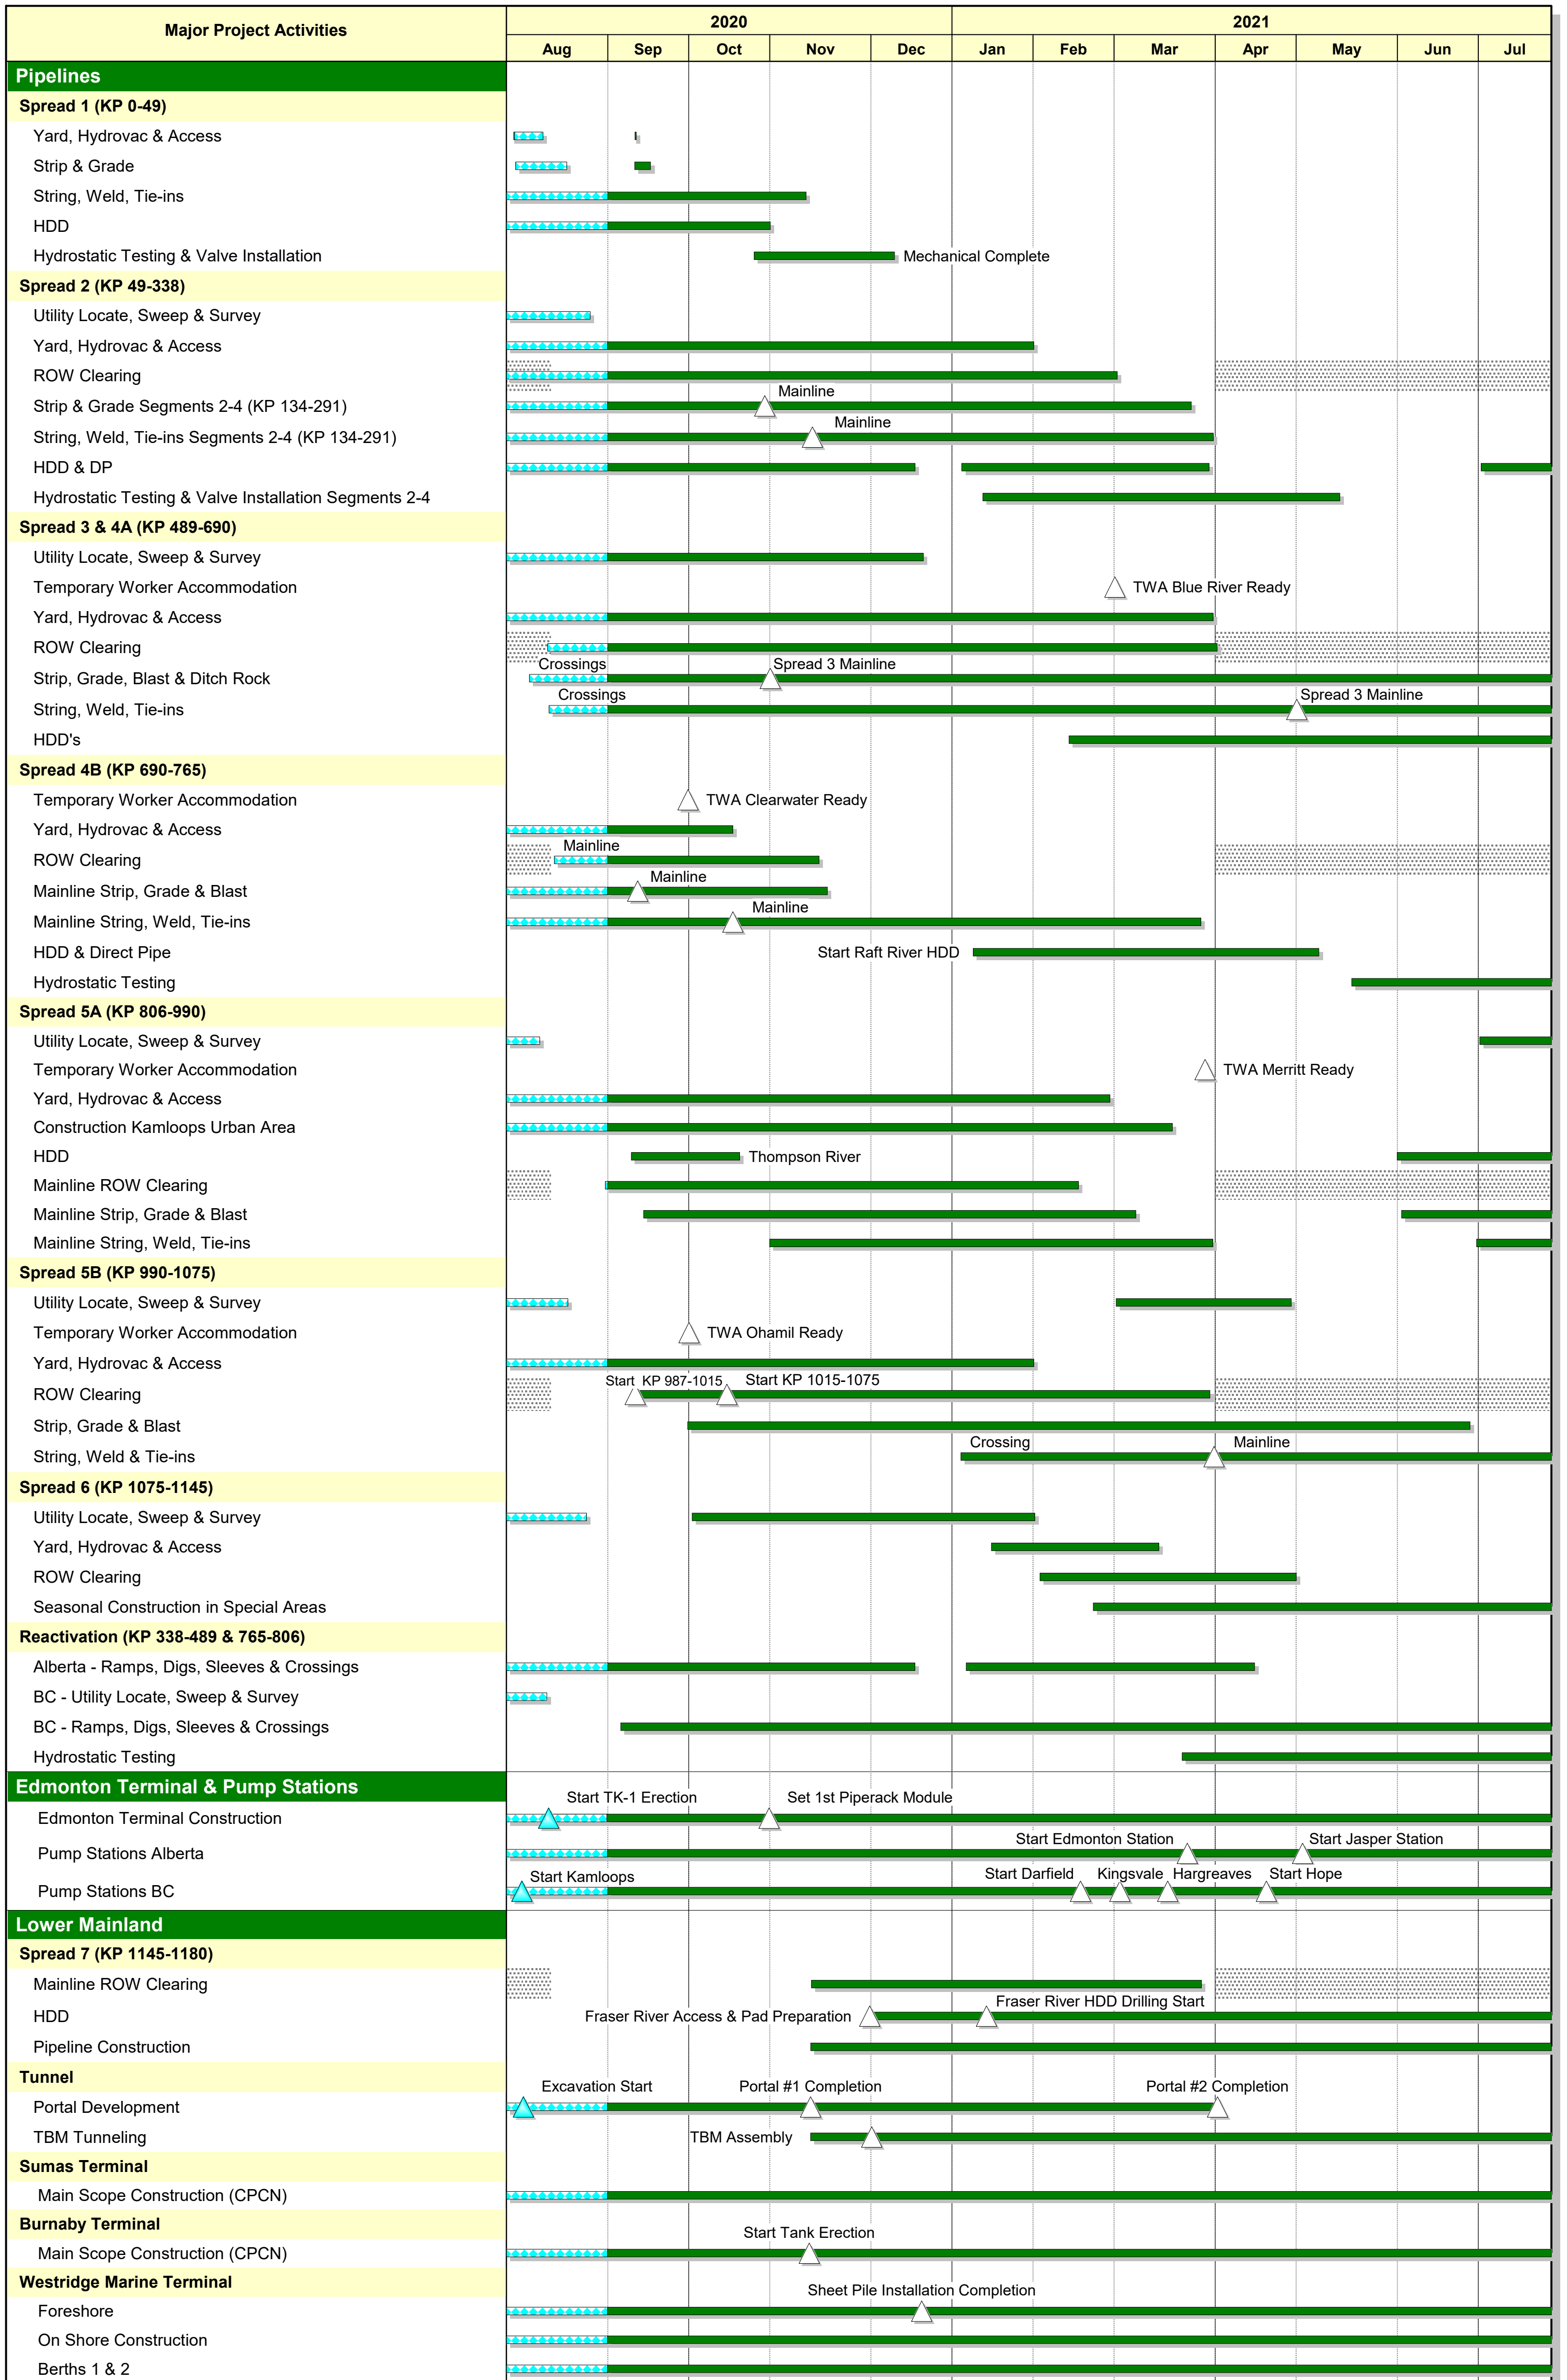 Major Project Activities
2020
2021
Aug Sep Oct Nov Dec Jan Feb Mar Apr May Jun Jul
Pipelines
Spread 1 (KP 0-49)
Yard, Hydrovac & Access
Strip & Grade
String, Weld, Tie-ins
HDD
Hydrostatic Testing & Valve Installation Mechanical Complete
Spread 2 (KP 49-338)
Utility Locate, Sweep & Survey
Yard, Hydrovac & Access
ROW Clearing
Mainline
Strip & Grade Segments 2-4 (KP 134-291)
Mainline
String, Weld, Tie-ins Segments 2-4 (KP 134-291)
HDD & DP
Hydrostatic Testing & Valve Installation Segments 2-4
Spread 3 & 4A (KP 489-690)
Utility Locate, Sweep & Survey
Temporary Worker Accommodation TWA Blue River Ready
Yard, Hydrovac & Access
ROW Clearing
Crossings Spread 3 Mainline
Strip, Grade, Blast & Ditch Rock
Crossings Spread 3 Mainline
String, Weld, Tie-ins
HDD's
Spread 4B (KP 690-765)
Temporary Worker Accommodation TWA Clearwater Ready
Yard, Hydrovac & Access
Mainline
ROW Clearing
Mainline
Mainline Strip, Grade & Blast
Mainline
Mainline String, Weld, Tie-ins
HDD & Direct Pipe Start Raft River HDD
Hydrostatic Testing
Spread 5A (KP 806-990)
Utility Locate, Sweep & Survey
Temporary Worker Accommodation TWA Merritt Ready
Yard, Hydrovac & Access
Construction Kamloops Urban Area
HDD Thompson River
Mainline ROW Clearing
Mainline Strip, Grade & Blast
Mainline String, Weld, Tie-ins
Spread 5B (KP 990-1075)
Utility Locate, Sweep & Survey
Temporary Worker Accommodation TWA Ohamil Ready
Yard, Hydrovac & Access
Start KP 987-1015 Start KP 1015-1075
ROW Clearing
Strip, Grade & Blast
Crossing Mainline
String, Weld & Tie-ins
Spread 6 (KP 1075-1145)
Utility Locate, Sweep & Survey
Yard, Hydrovac & Access
ROW Clearing
Seasonal Construction in Special Areas
Reactivation (KP 338-489 & 765-806)
Alberta - Ramps, Digs, Sleeves & Crossings
BC - Utility Locate, Sweep & Survey
BC - Ramps, Digs, Sleeves & Crossings
Hydrostatic Testing
Edmonton Terminal & Pump Stations
Start TK-1 Erection Set 1st Piperack Module
Edmonton Terminal Construction
Start Edmonton Station Start Jasper Station
Pump Stations Alberta
Start Kamloops Start Darfield Kingsvale Hargreaves Start Hope
Pump Stations BC
Lower Mainland
Spread 7 (KP 1145-1180)
Mainline ROW Clearing
Fraser River HDD Drilling Start
HDD Fraser River Access & Pad Preparation
Pipeline Construction
Tunnel
Excavation Start Portal #1 Completion Portal #2 Completion
Portal Development
TBM Tunneling TBM Assembly
Sumas Terminal
Main Scope Construction (CPCN)
Burnaby Terminal
Start Tank Erection
Main Scope Construction (CPCN)
Westridge Marine Terminal
Sheet Pile Installation Completion
Foreshore
On Shore Construction
Berths 1 & 2